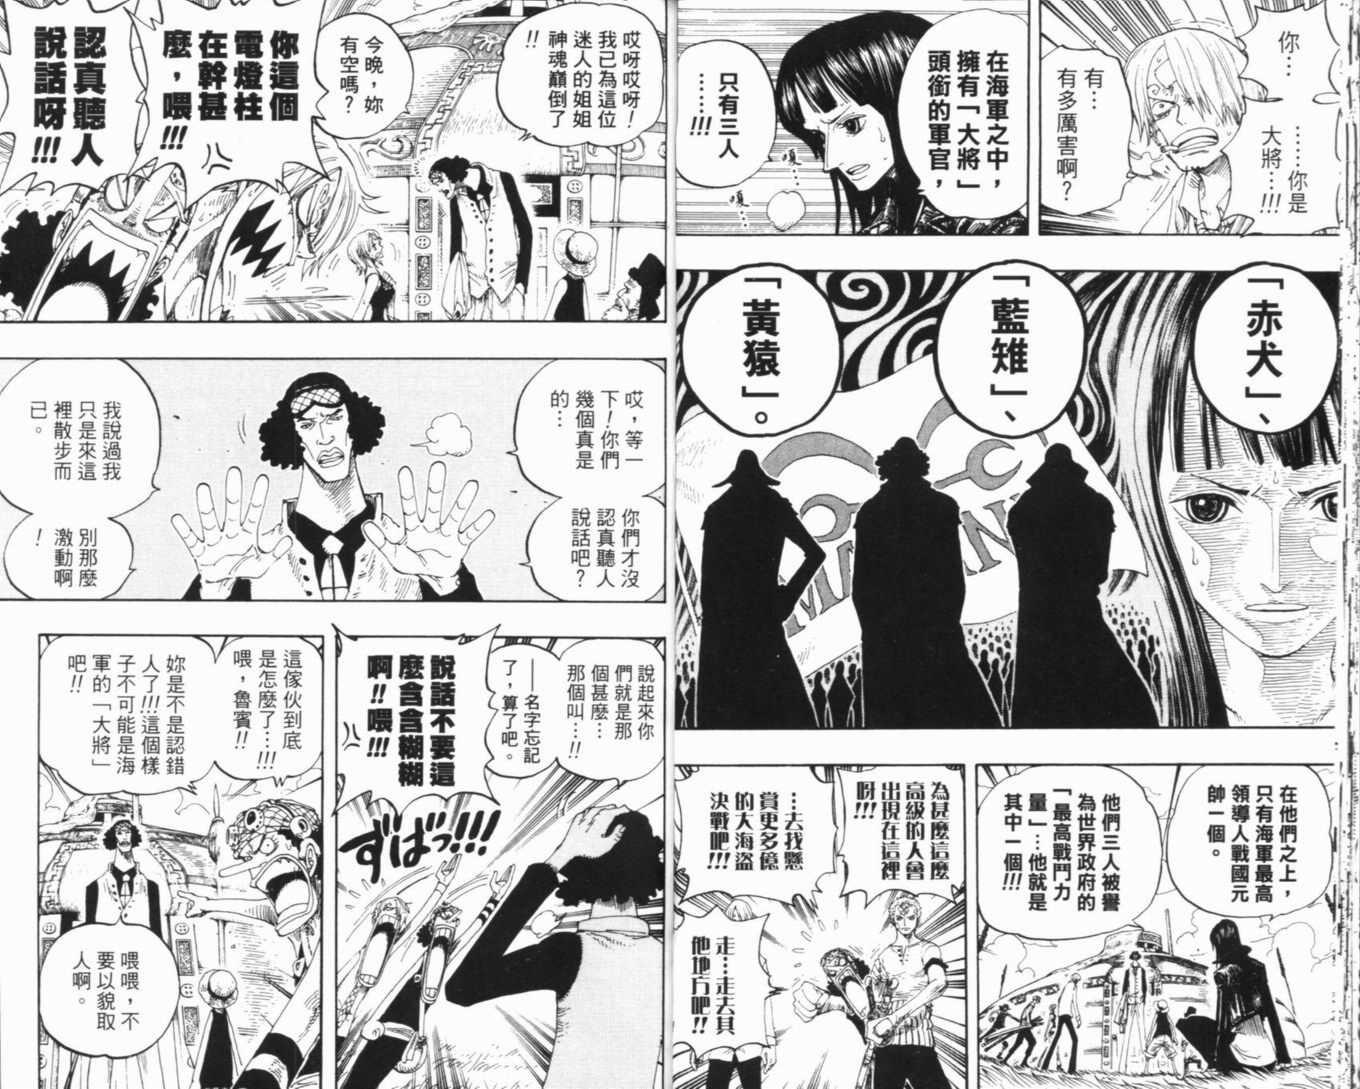 你…
有…
有多厲害啊？
……你是
大將…!!!
在海軍之中，
擁有「大將」
頭銜的軍官，
只有三人
……!!!
嗄…
嗄…
「赤犬」、
「藍雉」、
「黃猿」。
MARINE
在他們之上，
只有海軍最高
領導人戰國元
帥一個。
他們三人被譽
為世界政府的
「最高戰鬥力
量」…他就是
其中一個!!!
為甚麼這麼
高級的人會
出現在這裡
呀!!!
…去找懸
賞更多億
的大海盜
決戰吧!!!
走…走去其
他地方吧!!
哎呀哎呀！
我已為這位
迷人的姐姐
神魂巔倒了
!!
今晚，妳
有空嗎？
你這個
電燈柱
在幹甚
麼，喂!!!
認真聽人
說話呀!!!
哎，等一
下！你們
幾個真是
的…
你們才沒
認真聽人
說話吧？
我說過我
只是來這
裡散步而
已。
別那麼
激動啊
！
說起來你
們就是那
個甚麼…
那個叫…!!
——名字忘記
了，算了吧。
說話不要這
麼含含糊糊
啊!!喂!!!
ずばっ!!!
這傢伙到底
是怎麼了…!!!
喂，魯賓!!
妳是不是認錯
人了!!!這個樣
子不可能是海
軍的「大將」
吧!!
喂喂，不
要以貌取
人啊。